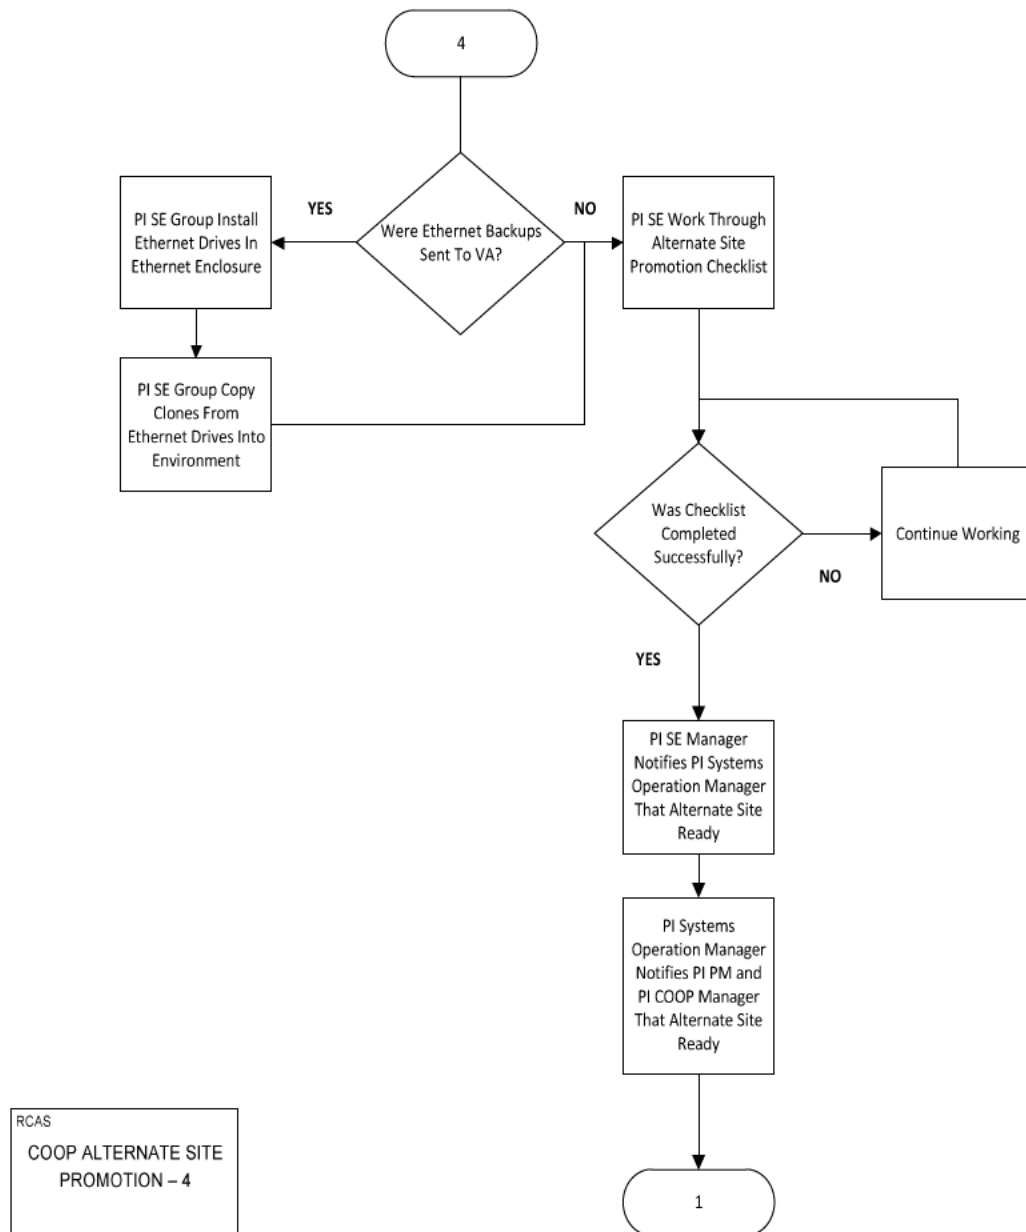 4
YES
NO
PI SE Group Install
Ethernet Drives In
Ethernet Enclosure
Were Ethernet Backups
Sent To VA?
PI SE Work Through
Alternate Site
Promotion Checklist
PI SE Group Copy
Clones From
Ethernet Drives Into
Environment
Was Checklist
Completed
Successfully?
Continue Working
NO
YES
PI SE Manager
Notifies PI Systems
Operation Manager
That Alternate Site
Ready
PI Systems
Operation Manager
Notifies PI PM and
PI COOP Manager
That Alternate Site
Ready
1
RCAS
COOP ALTERNATE SITE
PROMOTION – 4